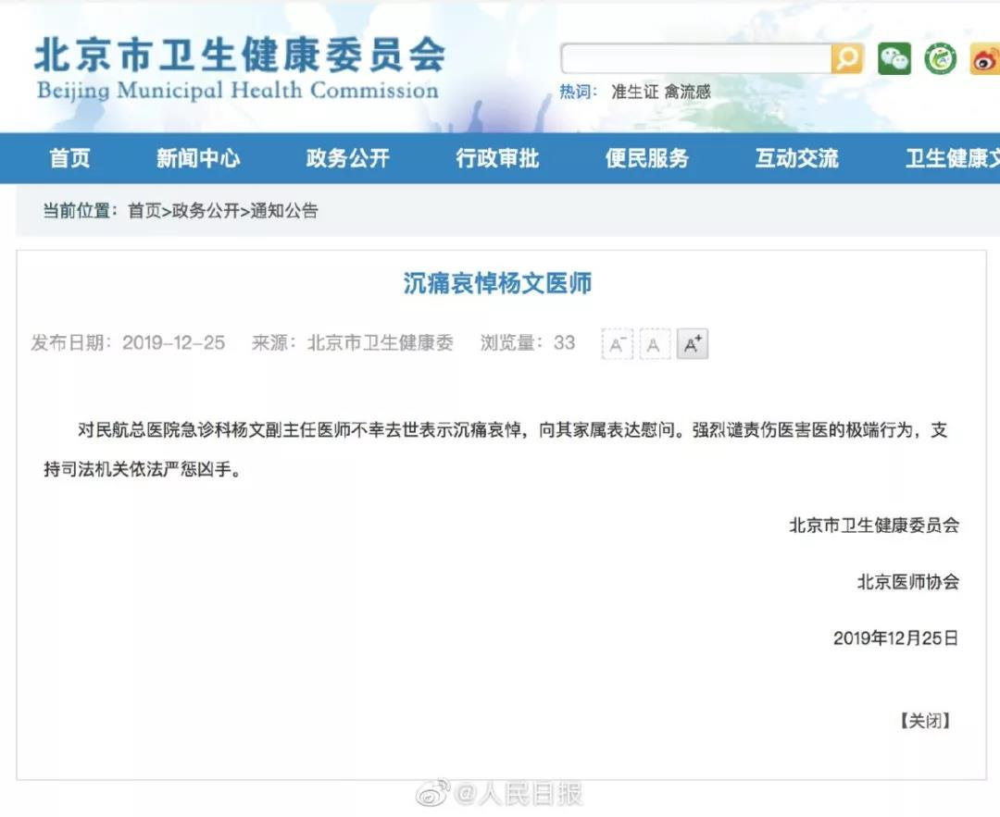 北京市卫生健康委员会
Beijing Municipal Health Commission
热词： 准生证 禽流感
首页 新闻中心 政务公开 行政审批 便民服务 互动交流 卫生健康文
当前位置：首页>政务公开>通知公告
沉痛哀悼杨文医师
发布日期：2019-12-25 来源：北京市卫生健康委 浏览量：33 A- A A+
对民航总医院急诊科杨文副主任医师不幸去世表示沉痛哀悼，向其家属表达慰问。强烈谴责伤医害医的极端行为，支
持司法机关依法严惩凶手。
北京市卫生健康委员会
北京医师协会
2019年12月25日
【关闭】
@人民日报